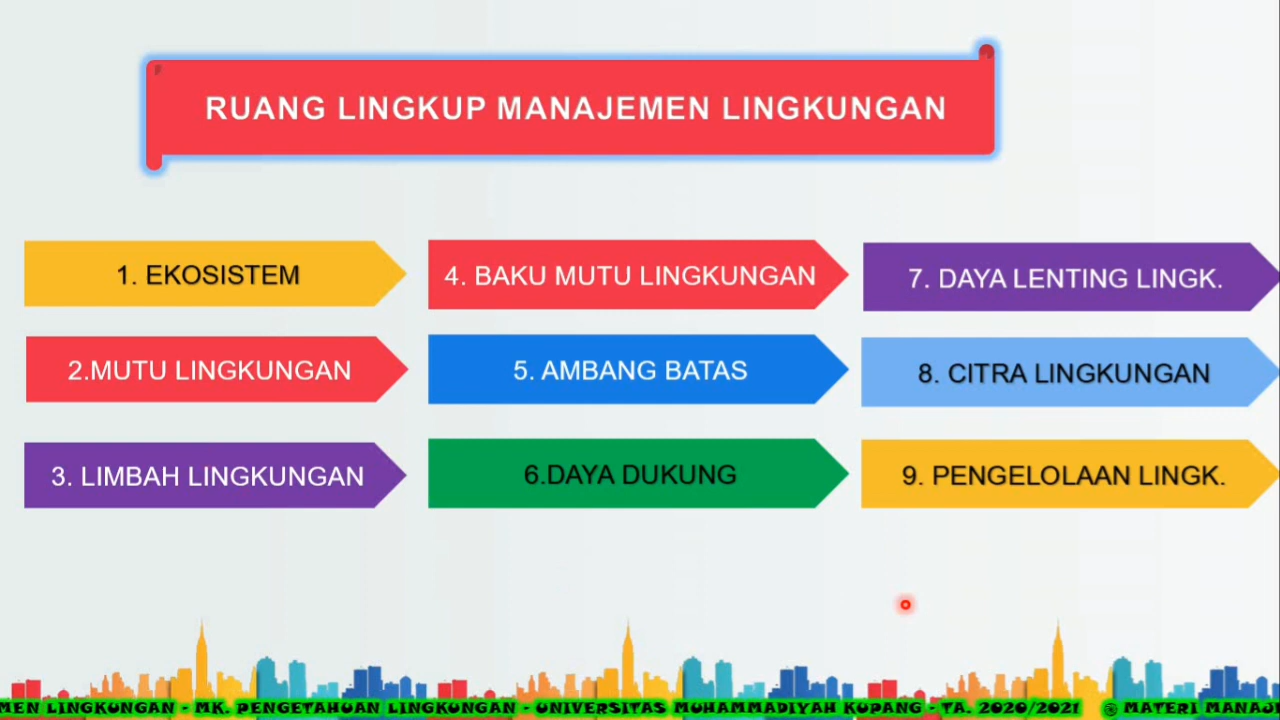 RUANG LINGKUP MANAJEMEN LINGKUNGAN
1. EKOSISTEM
2.MUTU LINGKUNGAN
3. LIMBAH LINGKUNGAN
4. BAKU MUTU LINGKUNGAN
5. AMBANG BATAS
6.DAYA DUKUNG
7. DAYA LENTING LINGK.
8. CITRA LINGKUNGAN
9. PENGELOLAAN LINGK.
MEN LINGKUNGAN - MK. PENGETAHUAN LINGKUNGAN - UNIVERSITAS MUHAMMADIYAH KUPANG - TA. 2020/2021 @ MATERI MANAJ